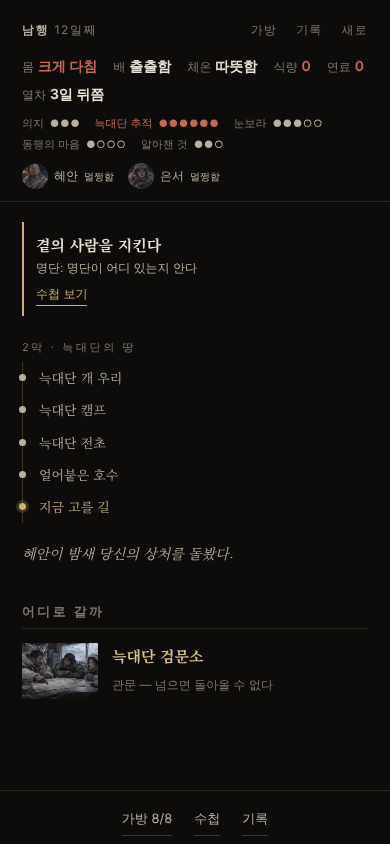 남행 12일째 가방 기록 새로
몸 크게 다침 배 출출함 체온 따뜻함 식량 0 연료 0
열차 3일 뒤쯤
의지 ●●● 늑대단 추적 ●●●●●● 눈보라 ●●●○○
동행의 마음 ●○○○ 알아챈 것 ●●○
혜안 멀쩡함 은서 멀쩡함
곁의 사람을 지킨다
명단: 명단이 어디 있는지 안다
수첩 보기
2막 · 늑대단의 땅
늑대단 개 우리
늑대단 캠프
늑대단 전초
얼어붙은 호수
지금 고를 길
혜안이 밤새 당신의 상처를 돌봤다.
어디로 갈까
늑대단 검문소
관문 — 넘으면 돌아올 수 없다
가방 8/8 수첩 기록